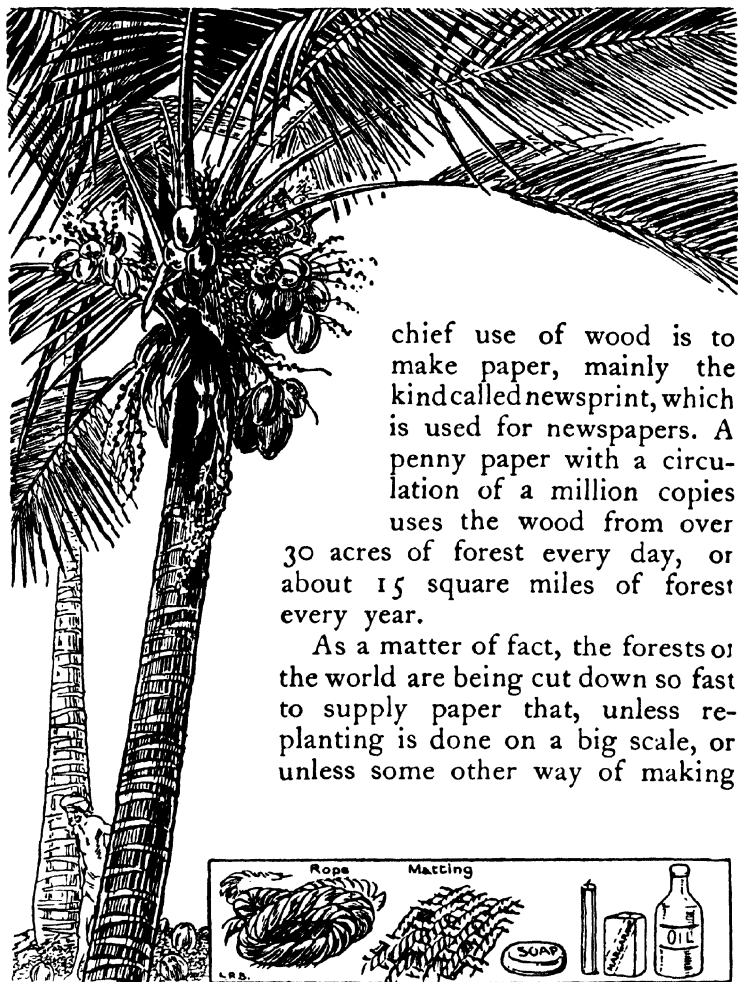 chief use of wood is to
make paper, mainly the
kind called newsprint, which
is used for newspapers. A
penny paper with a circu-
lation of a million copies
uses the wood from over
30 acres of forest every day, or
about 15 square miles of forest
every year.
As a matter of fact, the forests of
the world are being cut down so fast
to supply paper that, unless re-
planting is done on a big scale, or
unless some other way of making
Rope Matting
SOAP
MARGARINE
OIL
L.R.B.